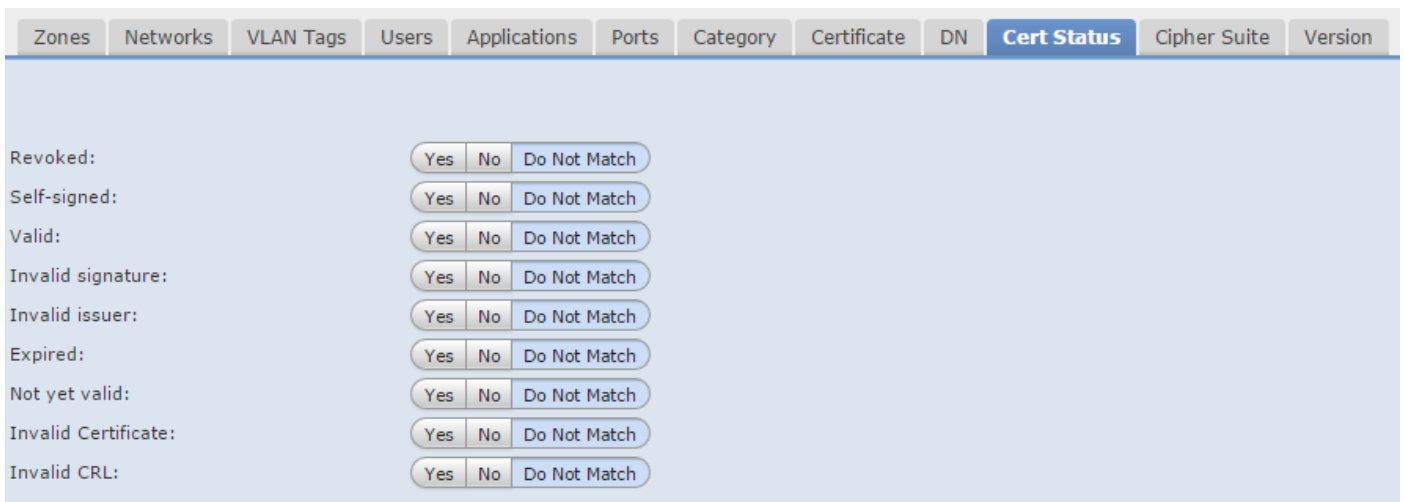 Zones Networks VLAN Tags Users Applications Ports Category Certificate DN Cert Status Cipher Suite Version
Revoked: Yes No Do Not Match
Self-signed: Yes No Do Not Match
Valid: Yes No Do Not Match
Invalid signature: Yes No Do Not Match
Invalid issuer: Yes No Do Not Match
Expired: Yes No Do Not Match
Not yet valid: Yes No Do Not Match
Invalid Certificate: Yes No Do Not Match
Invalid CRL: Yes No Do Not Match